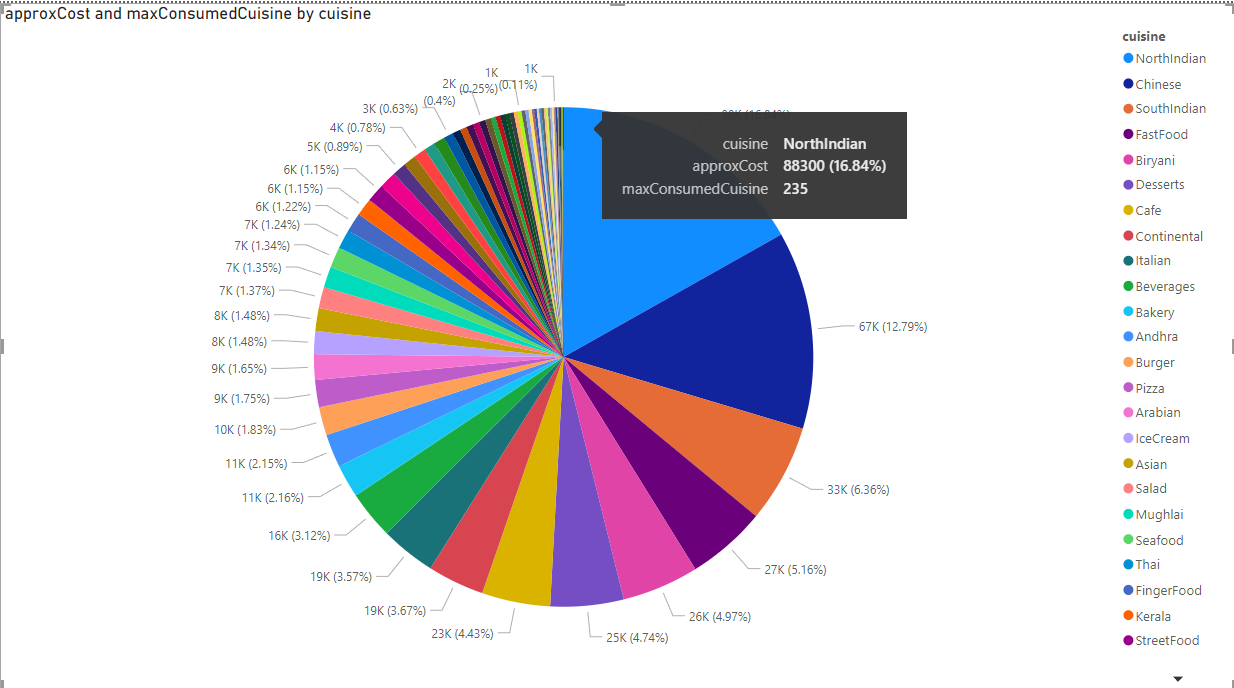 approxCost and maxConsumedCuisine by cuisine
cuisine
NorthIndian
Chinese
SouthIndian
FastFood
Biryani
Desserts
Cafe
Continental
Italian
Beverages
Bakery
Andhra
Burger
Pizza
Arabian
IceCream
Asian
Salad
Mughlai
Seafood
Thai
FingerFood
Kerala
StreetFood
cuisine NorthIndian
approxCost 88300 (16.84%)
maxConsumedCuisine 235
67K (12.79%)
33K (6.36%)
27K (5.16%)
26K (4.97%)
25K (4.74%)
23K (4.43%)
19K (3.67%)
19K (3.57%)
16K (3.12%)
11K (2.16%)
11K (2.15%)
10K (1.83%)
9K (1.75%)
9K (1.65%)
8K (1.48%)
8K (1.48%)
7K (1.37%)
7K (1.35%)
7K (1.34%)
7K (1.24%)
6K (1.22%)
6K (1.15%)
6K (1.15%)
5K (0.89%)
4K (0.78%)
3K (0.63%)
(0.4%)
2K
(0.25%)
1K
(0.11%)
1K